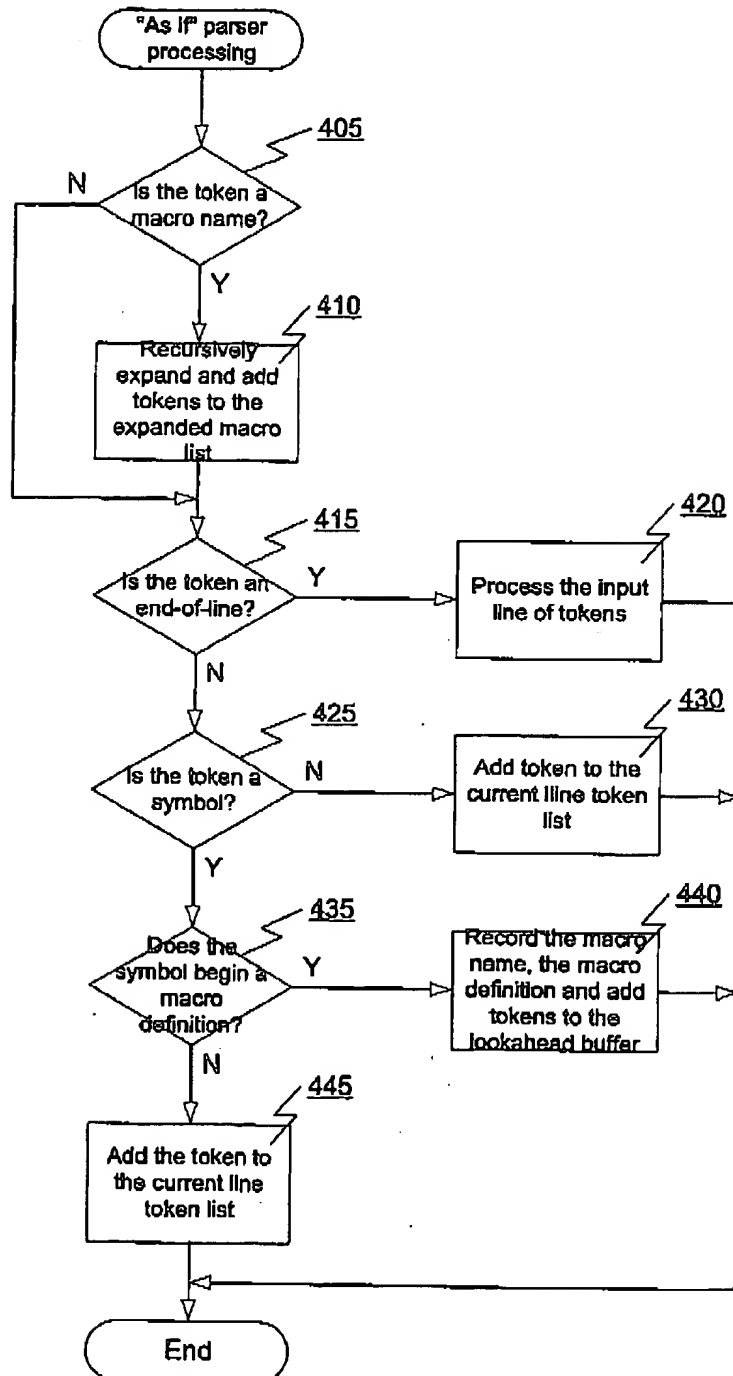 "As if" parser
processing
405
N
Is the token a
macro name?
Y
410
Recursively
expand and add
tokens to the
expanded macro
list
415
420
Is the token an
end-of-line?
Y
Process the input
line of tokens
N
425
430
Is the token a
symbol?
N
Add token to the
current lline token
list
Y
435
440
Does the
symbol begin a
macro
definition?
Y
Record the macro
name, the macro
definition and add
tokens to the
lookahead buffer
N
445
Add the token to
the current line
token list
End